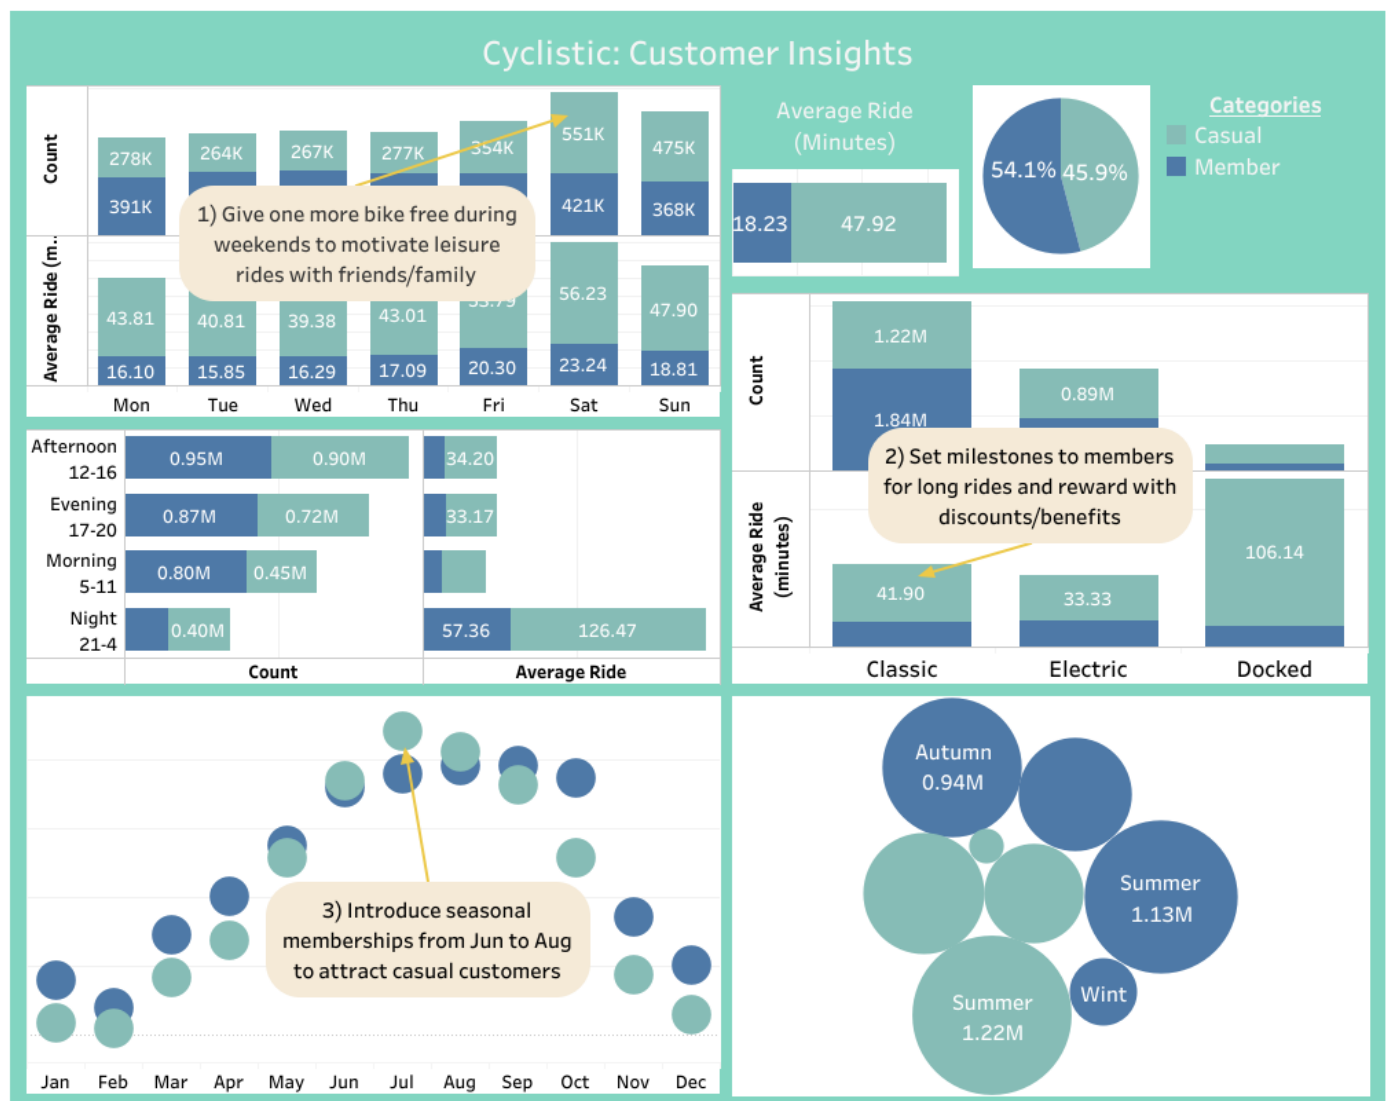 Cyclistic: Customer Insights
Count
278K
264K
267K
277K
354K
551K
475K
391K
421K
368K
1) Give one more bike free during
weekends to motivate leisure
rides with friends/family
Average Ride (m..
43.81
40.81
39.38
43.01
53.79
56.23
47.90
16.10
15.85
16.29
17.09
20.30
23.24
18.81
Mon
Tue
Wed
Thu
Fri
Sat
Sun
Average Ride
(Minutes)
18.23
47.92
54.1%
45.9%
Categories
Casual
Member
Afternoon
12-16
0.95M
0.90M
34.20
Evening
17-20
0.87M
0.72M
33.17
Morning
5-11
0.80M
0.45M
Night
21-4
0.40M
57.36
126.47
Count
Average Ride
Count
1.22M
0.89M
1.84M
2) Set milestones to members
for long rides and reward with
discounts/benefits
Average Ride
(minutes)
41.90
33.33
106.14
Classic
Electric
Docked
3) Introduce seasonal
memberships from Jun to Aug
to attract casual customers
Jan
Feb
Mar
Apr
May
Jun
Jul
Aug
Sep
Oct
Nov
Dec
Autumn
0.94M
Summer
1.13M
Wint
Summer
1.22M